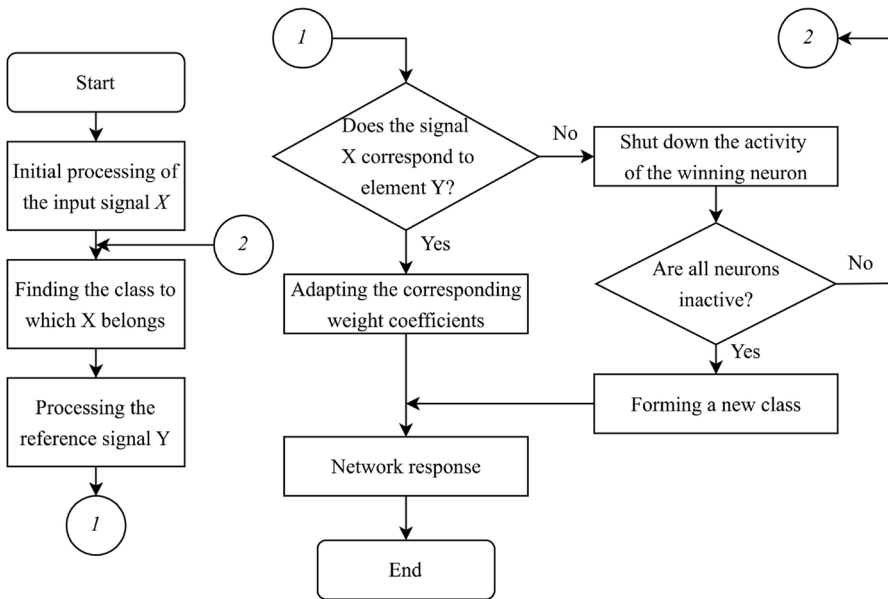 Start
Initial processing of
the input signal X
2
Finding the class to
which X belongs
Processing the
reference signal Y
1
1
Does the signal
X correspond to
element Y?
No
Yes
Adapting the corresponding
weight coefficients
Network response
End
2
Shut down the activity
of the winning neuron
Are all neurons
inactive?
No
Yes
Forming a new class